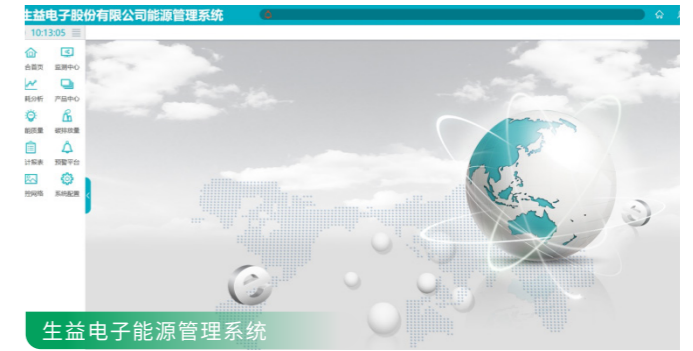 生益电子股份有限公司能源管理系统
10:13:05
合首页 监测中心
耗分析 产品中心
能质量 碳排放量
计报表 预警平台
控网络 系统配置
生益电子能源管理系统